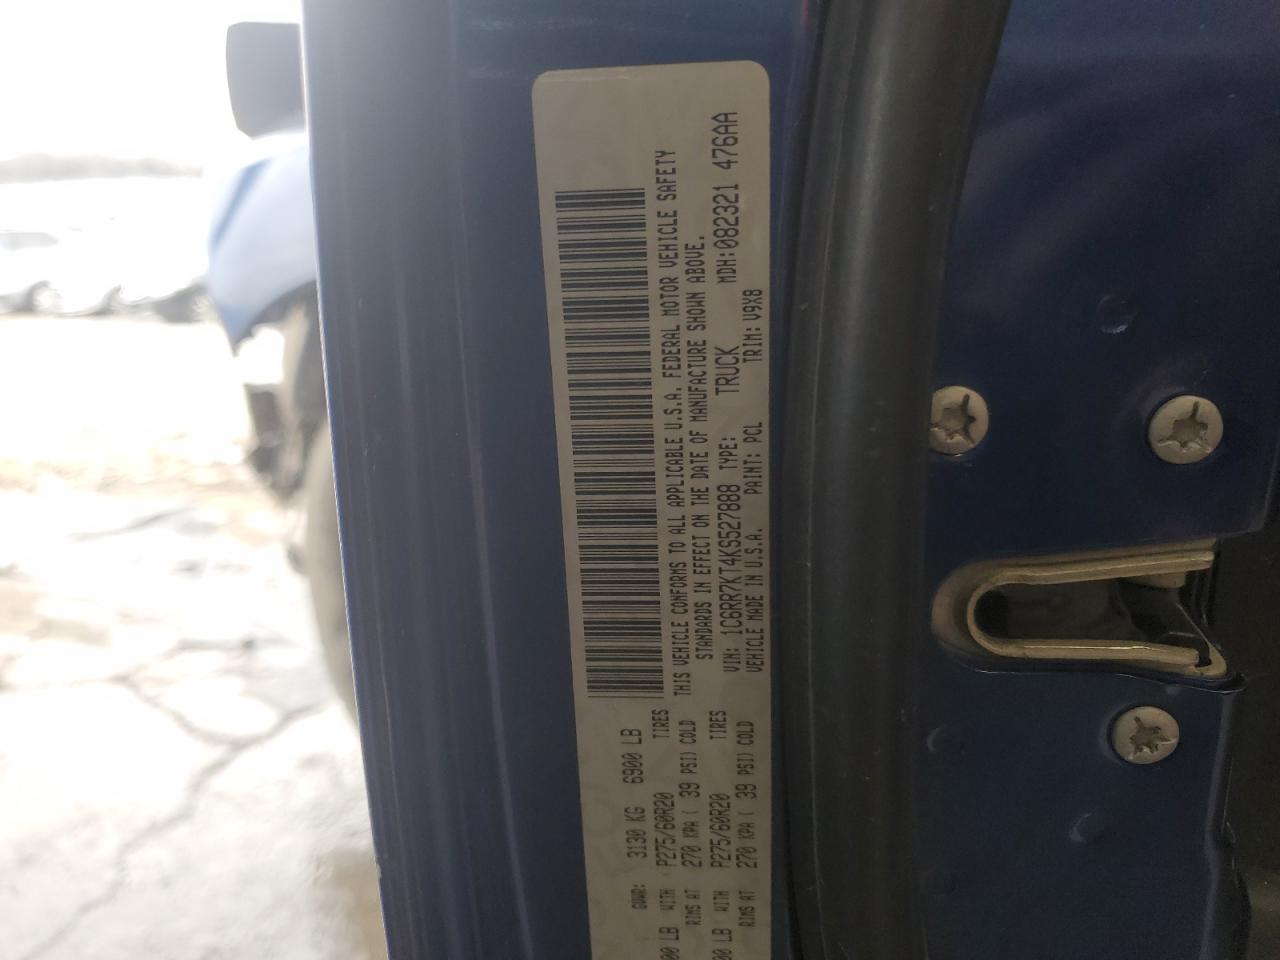 GVWR: 3130 KG 6900 LB
00 LB WITH P275/60R20 TIRES
RIMS AT 270 KPA ( 39 PSI) COLD
00 LB WITH P275/60R20 TIRES
RIMS AT 270 KPA ( 39 PSI) COLD
THIS VEHICLE CONFORMS TO ALL APPLICABLE U.S.A. FEDERAL MOTOR VEHICLE SAFETY
STANDARDS IN EFFECT ON THE DATE OF MANUFACTURE SHOWN ABOVE.
VIN: 1C6RR7KT4KS527888 TYPE: TRUCK MDH:082321 476AA
VEHICLE MADE IN U.S.A. PAINT: PCL TRIM: V9X8